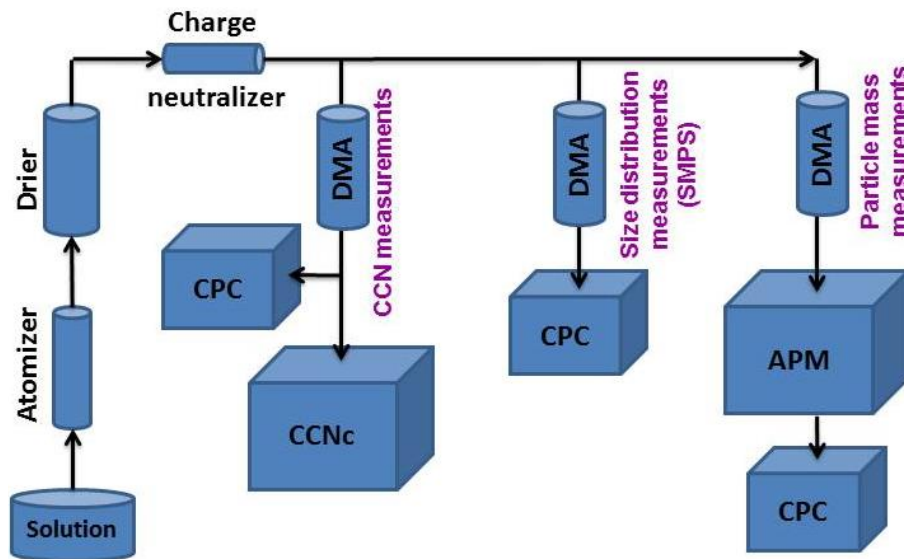 Charge
neutralizer
Drier
Atomizer
Solution
DMA
CCN measurements
CPC
CCNc
DMA
Size distribution
measurements
(SMPS)
CPC
DMA
Particle mass
measurements
APM
CPC